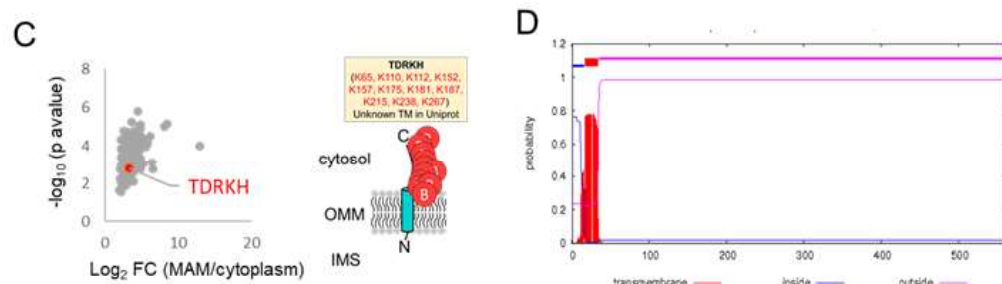 C
8
6
4
2
0
-log10 (p avalue)
TDRKH
0
10
20
Log2 FC (MAM/cytoplasm)
TDRKH
(K65, K110, K112, K152,
K157, K175, K181, K187,
K215, K238, K267)
Unknown TM in Uniprot
C
cytosol
B
OMM
N
IMS
D
1.2
1
0.8
0.6
0.4
0.2
0
probability
0
100
200
300
400
500
transmembrane
inside
outside